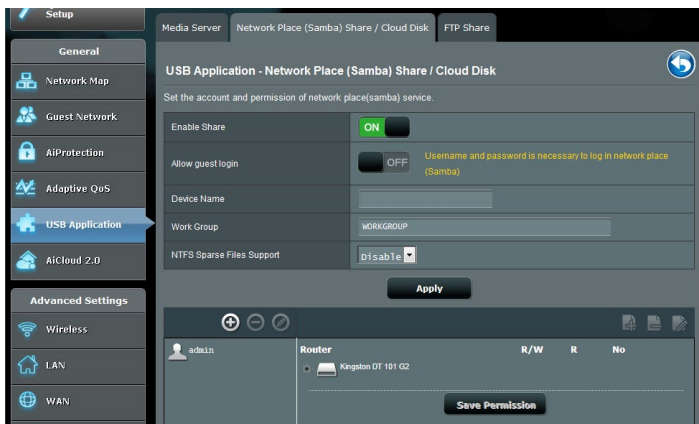 Setup
Media Server
Network Place (Samba) Share / Cloud Disk
FTP Share
General
Network Map
Guest Network
AiProtection
Adaptive QoS
USB Application
AiCloud 2.0
Advanced Settings
Wireless
LAN
WAN
USB Application - Network Place (Samba) Share / Cloud Disk
Set the account and permission of network place(samba) service.
Enable Share
ON
Allow guest login
OFF
Username and password is necessary to log in network place
(Samba)
Device Name
Work Group
WORKGROUP
NTFS Sparse Files Support
Disable
Apply
admin
Router
R/W
R
No
Kingston DT 101 G2
Save Permission